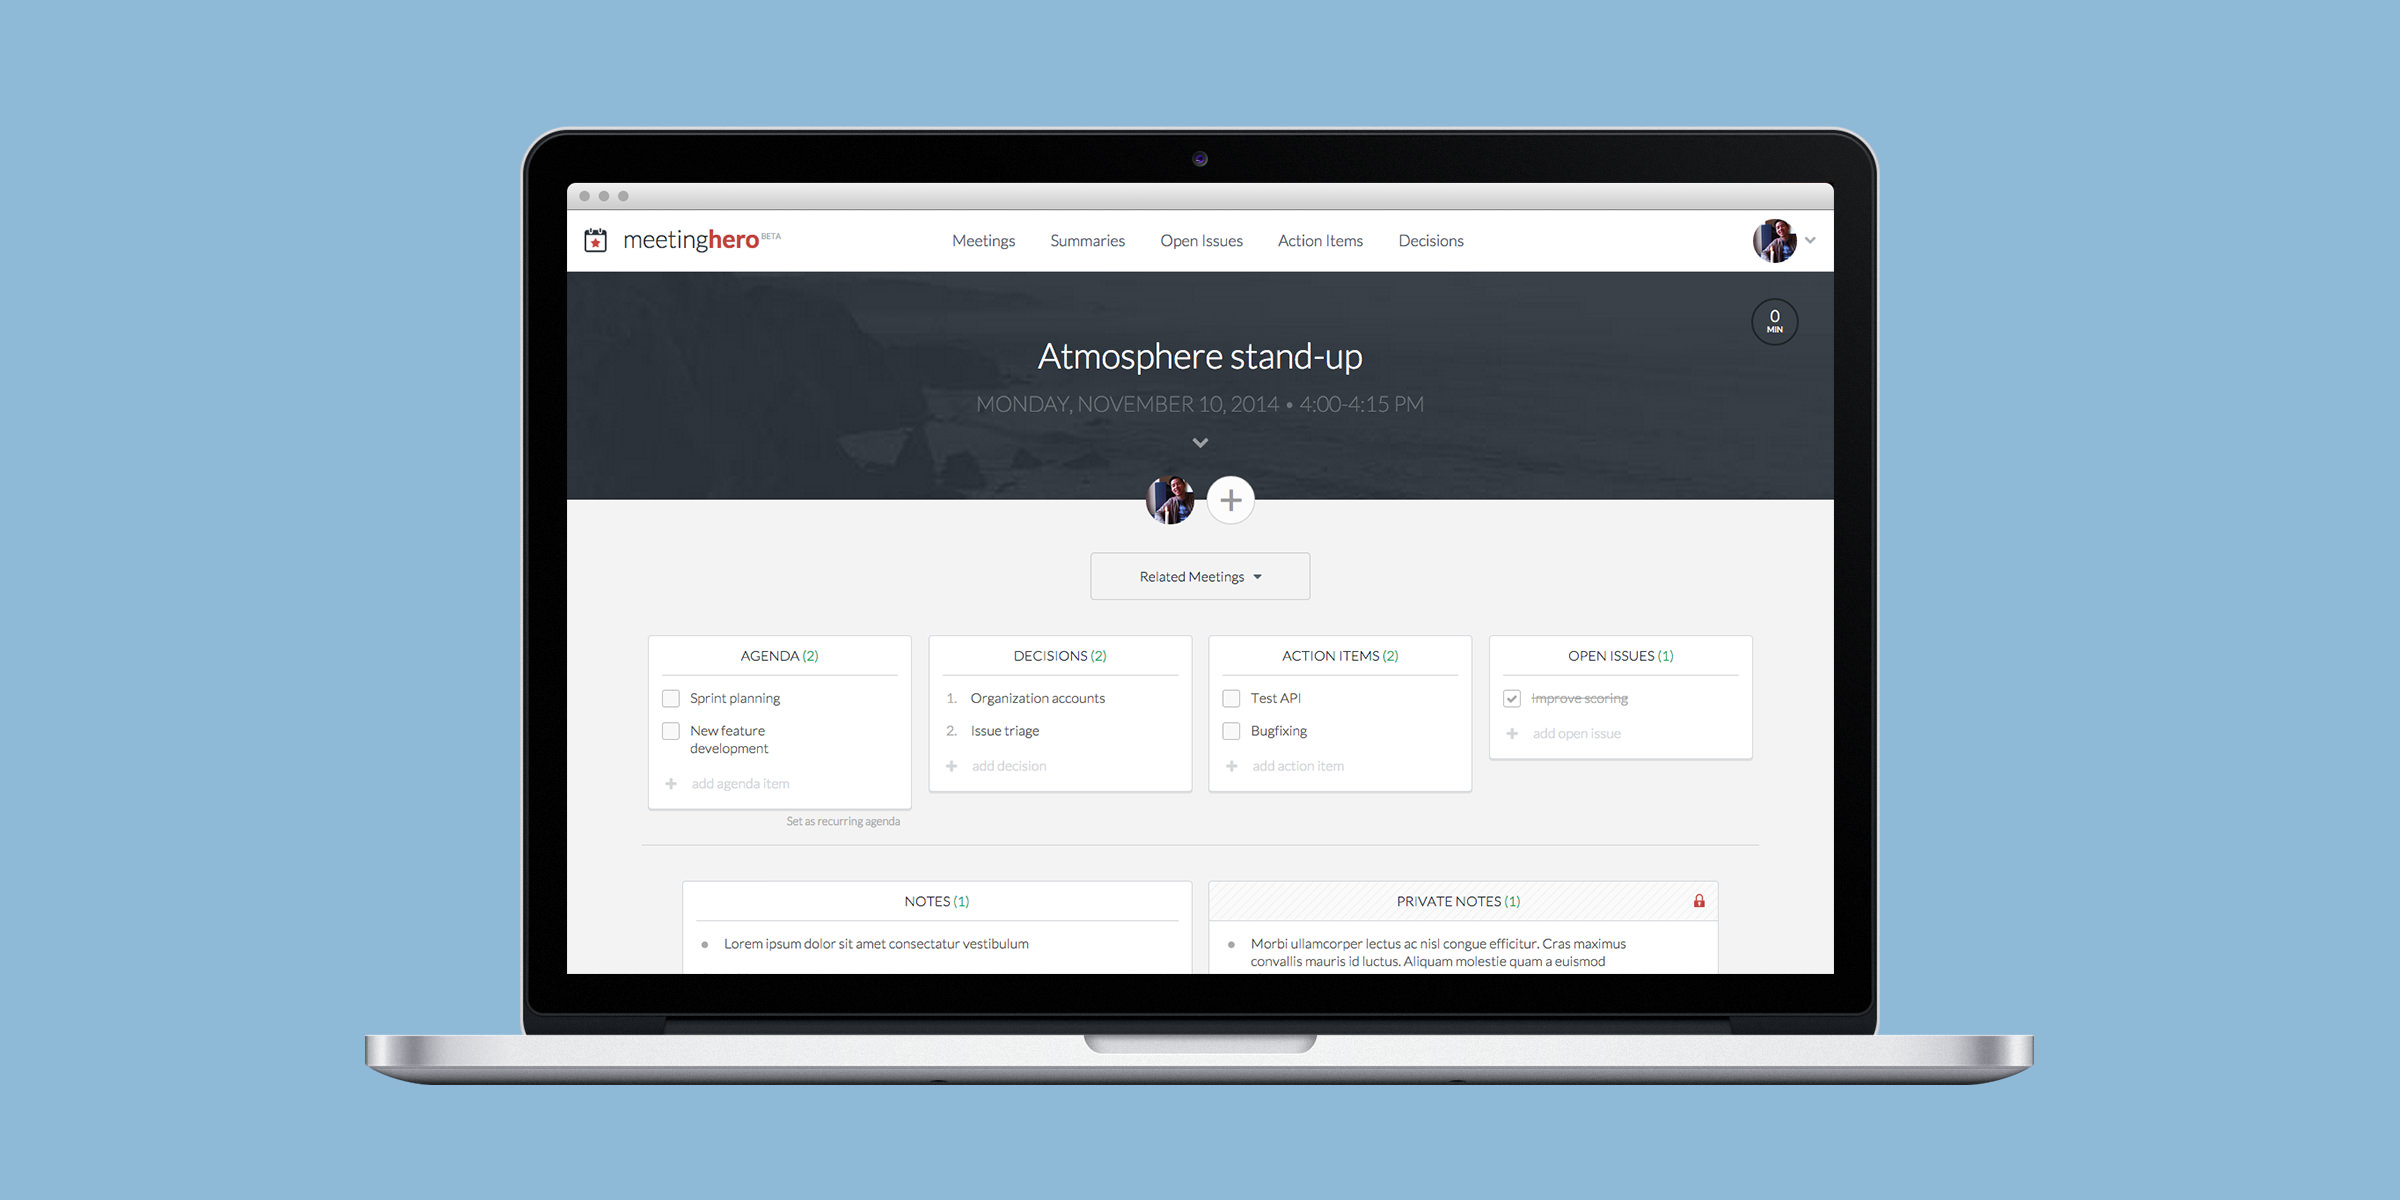 meetinghero BETA
Meetings Summaries Open Issues Action Items Decisions
0
MIN
Atmosphere stand-up
MONDAY, NOVEMBER 10, 2014 • 4:00-4:15 PM
Related Meetings
AGENDA (2)
Sprint planning
New feature
development
add agenda item
Set as recurring agenda
DECISIONS (2)
1. Organization accounts
2. Issue triage
add decision
ACTION ITEMS (2)
Test API
Bugfixing
add action item
OPEN ISSUES (1)
Improve scoring
add open issue
NOTES (1)
Lorem ipsum dolor sit amet consectatur vestibulum
PRIVATE NOTES (1)
Morbi ullamcorper lectus ac nisl congue efficitur. Cras maximus
convallis mauris id luctus. Aliquam molestie quam a euismod